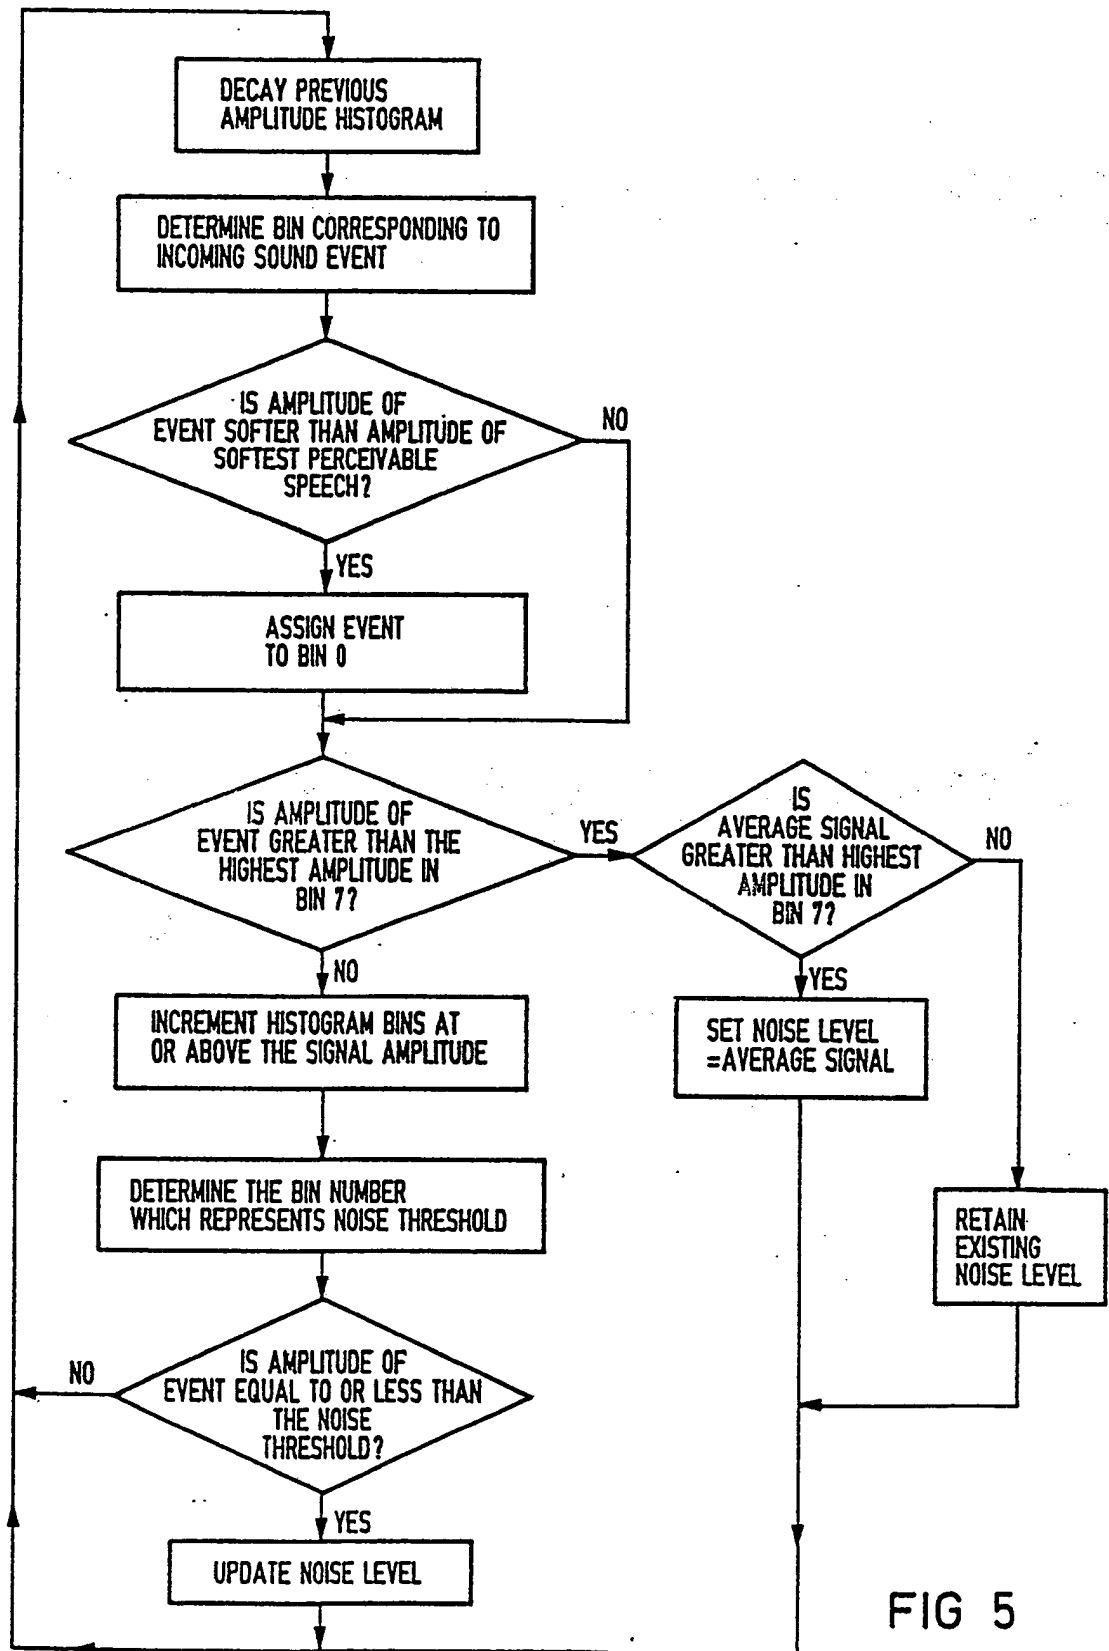 DECAY PREVIOUS
AMPLITUDE HISTOGRAM
DETERMINE BIN CORRESPONDING TO
INCOMING SOUND EVENT
IS AMPLITUDE OF
EVENT SOFTER THAN AMPLITUDE OF
SOFTEST PERCEIVABLE
SPEECH?
NO
YES
ASSIGN EVENT
TO BIN 0
IS AMPLITUDE OF
EVENT GREATER THAN THE
HIGHEST AMPLITUDE IN
BIN 7?
YES
IS
AVERAGE SIGNAL
GREATER THAN HIGHEST
AMPLITUDE IN
BIN 7?
NO
NO
YES
INCREMENT HISTOGRAM BINS AT
OR ABOVE THE SIGNAL AMPLITUDE
SET NOISE LEVEL
=AVERAGE SIGNAL
DETERMINE THE BIN NUMBER
WHICH REPRESENTS NOISE THRESHOLD
RETAIN
EXISTING
NOISE LEVEL
IS AMPLITUDE OF
EVENT EQUAL TO OR LESS THAN
THE NOISE
THRESHOLD?
NO
YES
UPDATE NOISE LEVEL
FIG 5